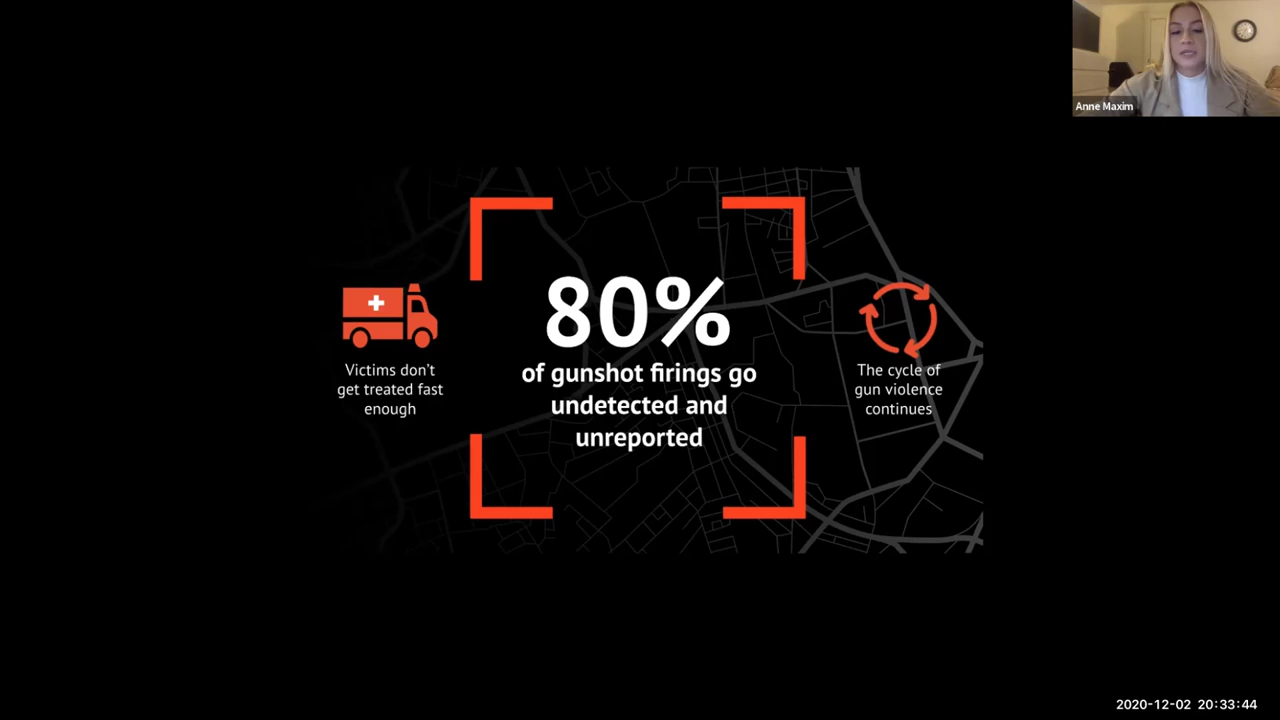 Anne Maxim
80%
of gunshot firings go
undetected and
unreported
Victims don't
get treated fast
enough
The cycle of
gun violence
continues
2020-12-02 20:33:44